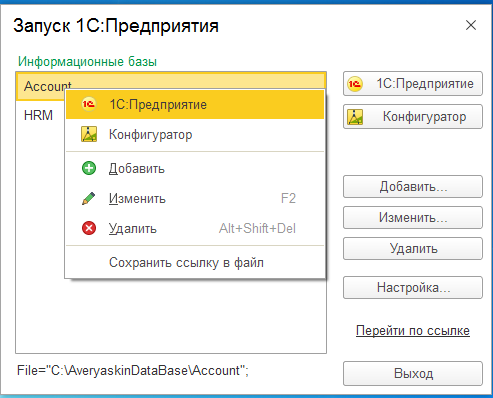 Запуск 1С:Предприятия
Информационные базы
Account
HRM
1С:Предприятие
Конфигуратор
Добавить
Изменить F2
Удалить Alt+Shift+Del
Сохранить ссылку в файл
1С:Предприятие
Конфигуратор
Добавить...
Изменить...
Удалить
Настройка...
Перейти по ссылке
Выход
File="C:\AveryaskinDataBase\Account";